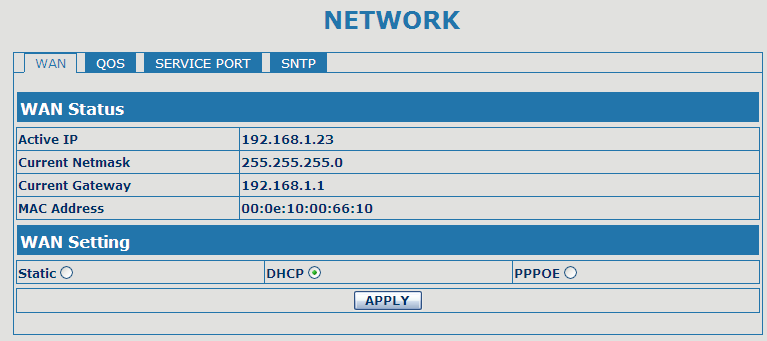 NETWORK
WAN QOS SERVICE PORT SNTP
WAN Status
Active IP 192.168.1.23
Current Netmask 255.255.255.0
Current Gateway 192.168.1.1
MAC Address 00:0e:10:00:66:10
WAN Setting
Static DHCP PPPOE
APPLY